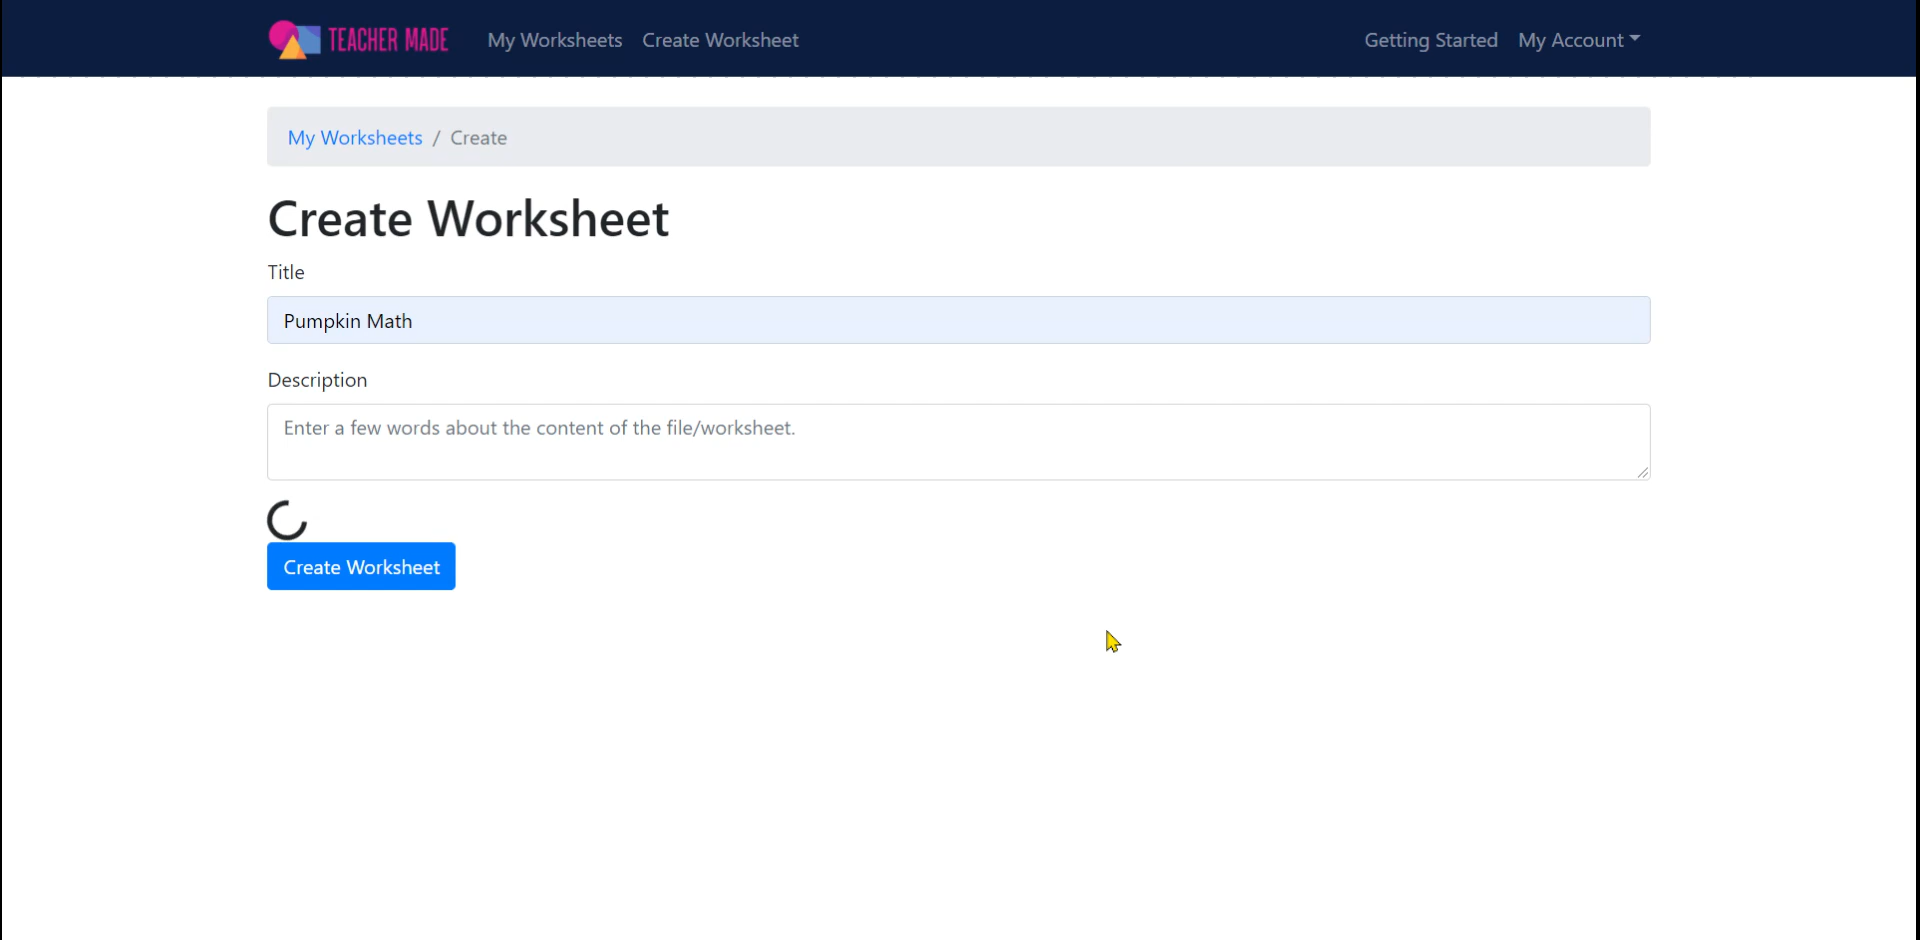 TEACHER MADE My Worksheets Create Worksheet Getting Started My Account
My Worksheets / Create
Create Worksheet
Title
Pumpkin Math
Description
Enter a few words about the content of the file/worksheet.
Create Worksheet